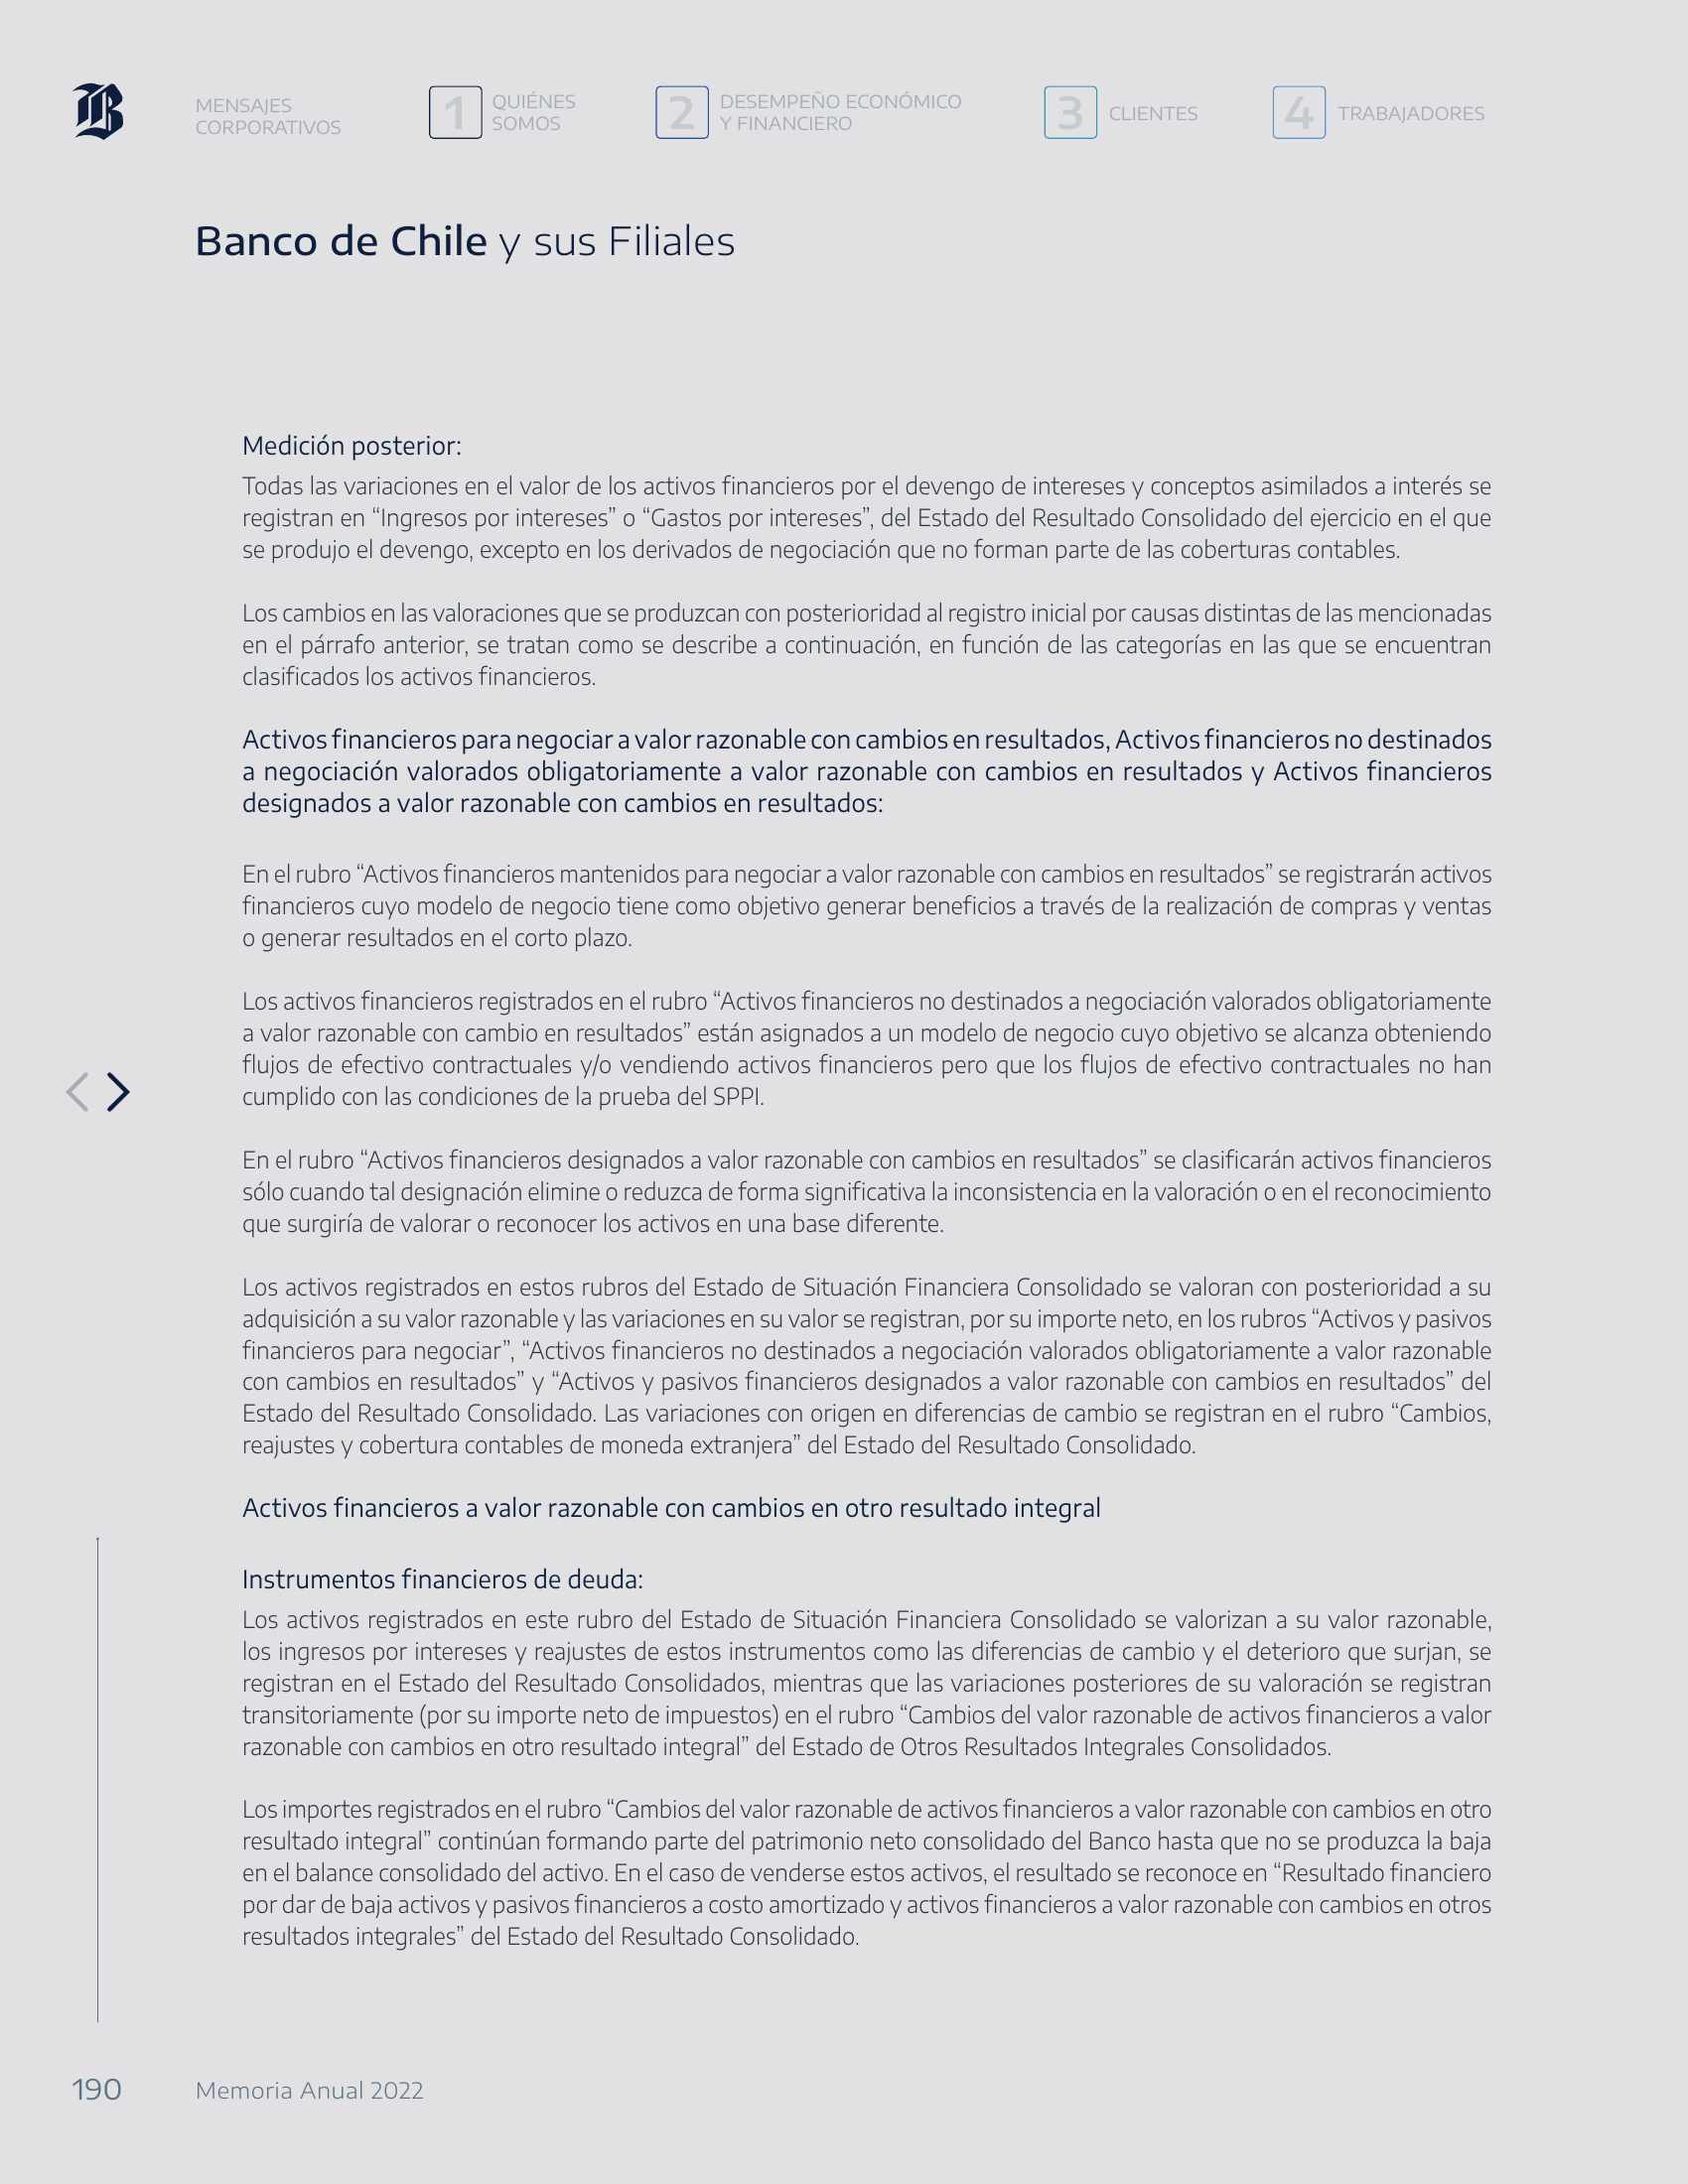 B
MENSAJES
CORPORATIVOS
1
QUIÉNES
SOMOS
2
DESEMPEÑO ECONÓMICO
Y FINANCIERO
3
CLIENTES
4
TRABAJADORES
Banco de Chile y sus Filiales
Medición posterior:
Todas las variaciones en el valor de los activos financieros por el devengo de intereses y conceptos asimilados a interés se
registran en “Ingresos por intereses” o “Gastos por intereses”, del Estado del Resultado Consolidado del ejercicio en el que
se produjo el devengo, excepto en los derivados de negociación que no forman parte de las coberturas contables.
Los cambios en las valoraciones que se produzcan con posterioridad al registro inicial por causas distintas de las mencionadas
en el párrafo anterior, se tratan como se describe a continuación, en función de las categorías en las que se encuentran
clasificados los activos financieros.
Activos financieros para negociar a valor razonable con cambios en resultados, Activos financieros no destinados
a negociación valorados obligatoriamente a valor razonable con cambios en resultados y Activos financieros
designados a valor razonable con cambios en resultados:
En el rubro “Activos financieros mantenidos para negociar a valor razonable con cambios en resultados” se registrarán activos
financieros cuyo modelo de negocio tiene como objetivo generar beneficios a través de la realización de compras y ventas
o generar resultados en el corto plazo.
Los activos financieros registrados en el rubro “Activos financieros no destinados a negociación valorados obligatoriamente
a valor razonable con cambio en resultados” están asignados a un modelo de negocio cuyo objetivo se alcanza obteniendo
flujos de efectivo contractuales y/o vendiendo activos financieros pero que los flujos de efectivo contractuales no han
cumplido con las condiciones de la prueba del SPPI.
En el rubro “Activos financieros designados a valor razonable con cambios en resultados” se clasificarán activos financieros
sólo cuando tal designación elimine o reduzca de forma significativa la inconsistencia en la valoración o en el reconocimiento
que surgiría de valorar o reconocer los activos en una base diferente.
Los activos registrados en estos rubros del Estado de Situación Financiera Consolidado se valoran con posterioridad a su
adquisición a su valor razonable y las variaciones en su valor se registran, por su importe neto, en los rubros “Activos y pasivos
financieros para negociar”, “Activos financieros no destinados a negociación valorados obligatoriamente a valor razonable
con cambios en resultados” y “Activos y pasivos financieros designados a valor razonable con cambios en resultados” del
Estado del Resultado Consolidado. Las variaciones con origen en diferencias de cambio se registran en el rubro “Cambios,
reajustes y cobertura contables de moneda extranjera” del Estado del Resultado Consolidado.
Activos financieros a valor razonable con cambios en otro resultado integral
Instrumentos financieros de deuda:
Los activos registrados en este rubro del Estado de Situación Financiera Consolidado se valorizan a su valor razonable,
los ingresos por intereses y reajustes de estos instrumentos como las diferencias de cambio y el deterioro que surjan, se
registran en el Estado del Resultado Consolidados, mientras que las variaciones posteriores de su valoración se registran
transitoriamente (por su importe neto de impuestos) en el rubro “Cambios del valor razonable de activos financieros a valor
razonable con cambios en otro resultado integral” del Estado de Otros Resultados Integrales Consolidados.
Los importes registrados en el rubro “Cambios del valor razonable de activos financieros a valor razonable con cambios en otro
resultado integral” continúan formando parte del patrimonio neto consolidado del Banco hasta que no se produzca la baja
en el balance consolidado del activo. En el caso de venderse estos activos, el resultado se reconoce en “Resultado financiero
por dar de baja activos y pasivos financieros a costo amortizado y activos financieros a valor razonable con cambios en otros
resultados integrales” del Estado del Resultado Consolidado.
190
Memoria Anual 2022